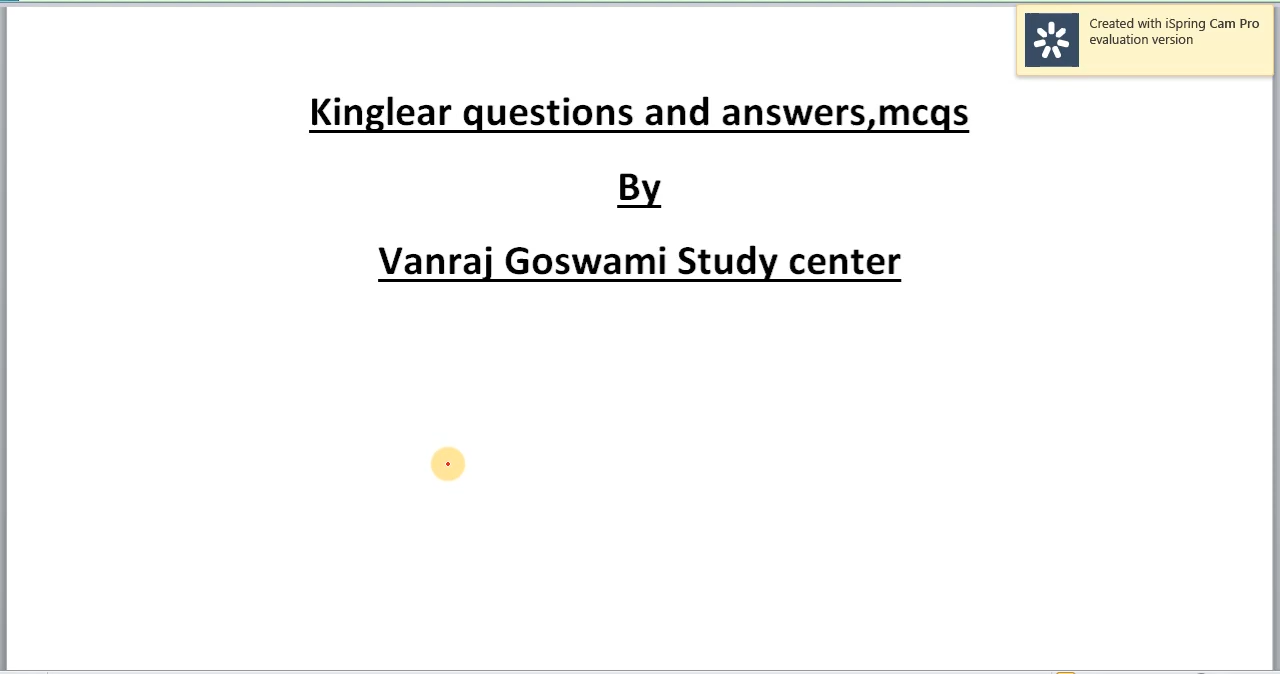 Created with iSpring Cam Pro
evaluation version
Kinglear questions and answers,mcqs
By
Vanraj Goswami Study center